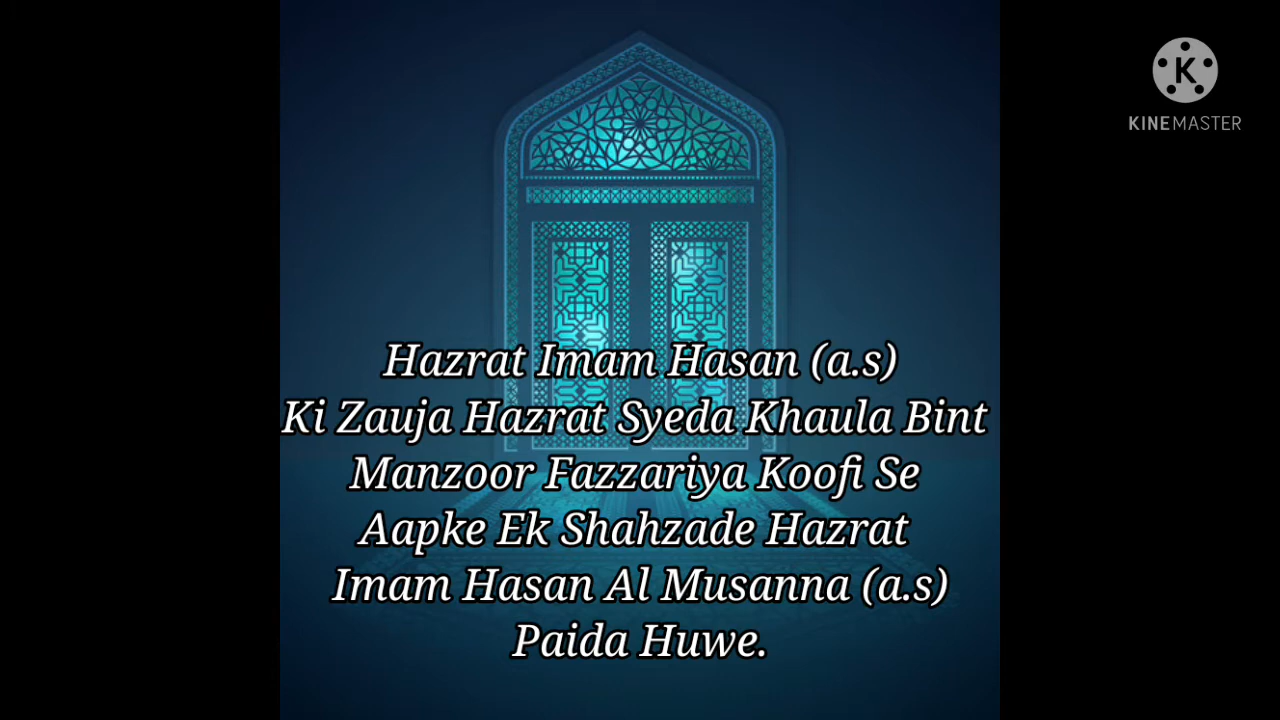 KINEMASTER
Hazrat Imam Hasan (a.s)
Ki Zauja Hazrat Syeda Khaula Bint
Manzoor Fazzariya Koofi Se
Aapke Ek Shahzade Hazrat
Imam Hasan Al Musanna (a.s)
Paida Huwe.